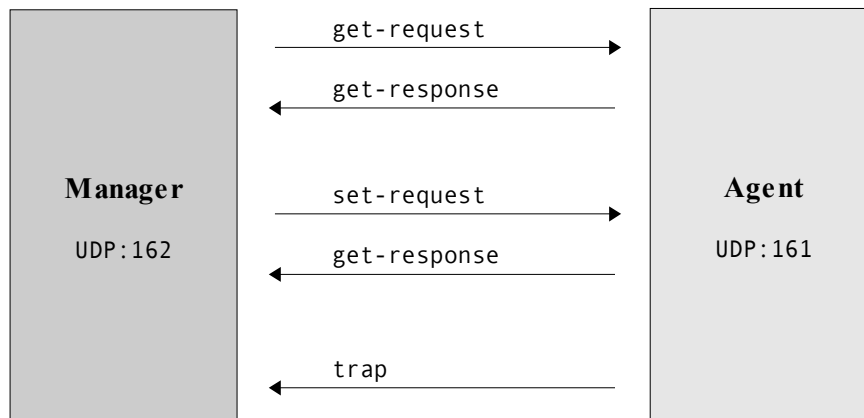 get-request
get-response
Manager
UDP:162
set-request
get-response
trap
Agent
UDP:161